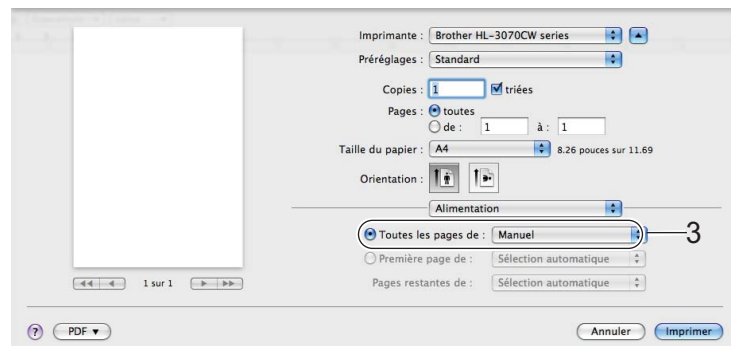 Imprimante : Brother HL-3070CW series
Préréglages : Standard
Copies : 1 triées
Pages : toutes
de : 1 à : 1
Taille du papier : A4 8.26 pouces sur 11.69
Orientation :
Alimentation
Toutes les pages de : Manuel 3
Première page de : Sélection automatique
1 sur 1 Pages restantes de : Sélection automatique
? PDF Annuler Imprimer